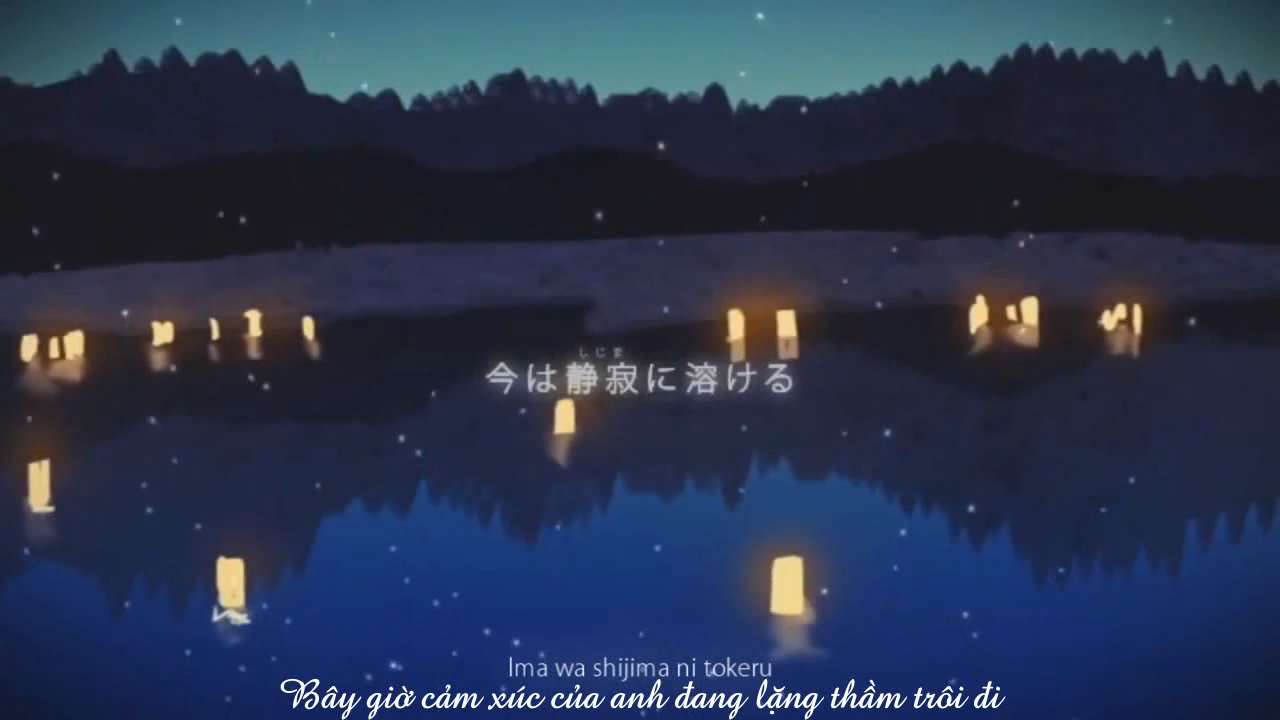 しじま
今は静寂に溶ける
Ima wa shijima ni tokeru
Bây giờ cảm xúc của anh đang lặng thầm trôi đi